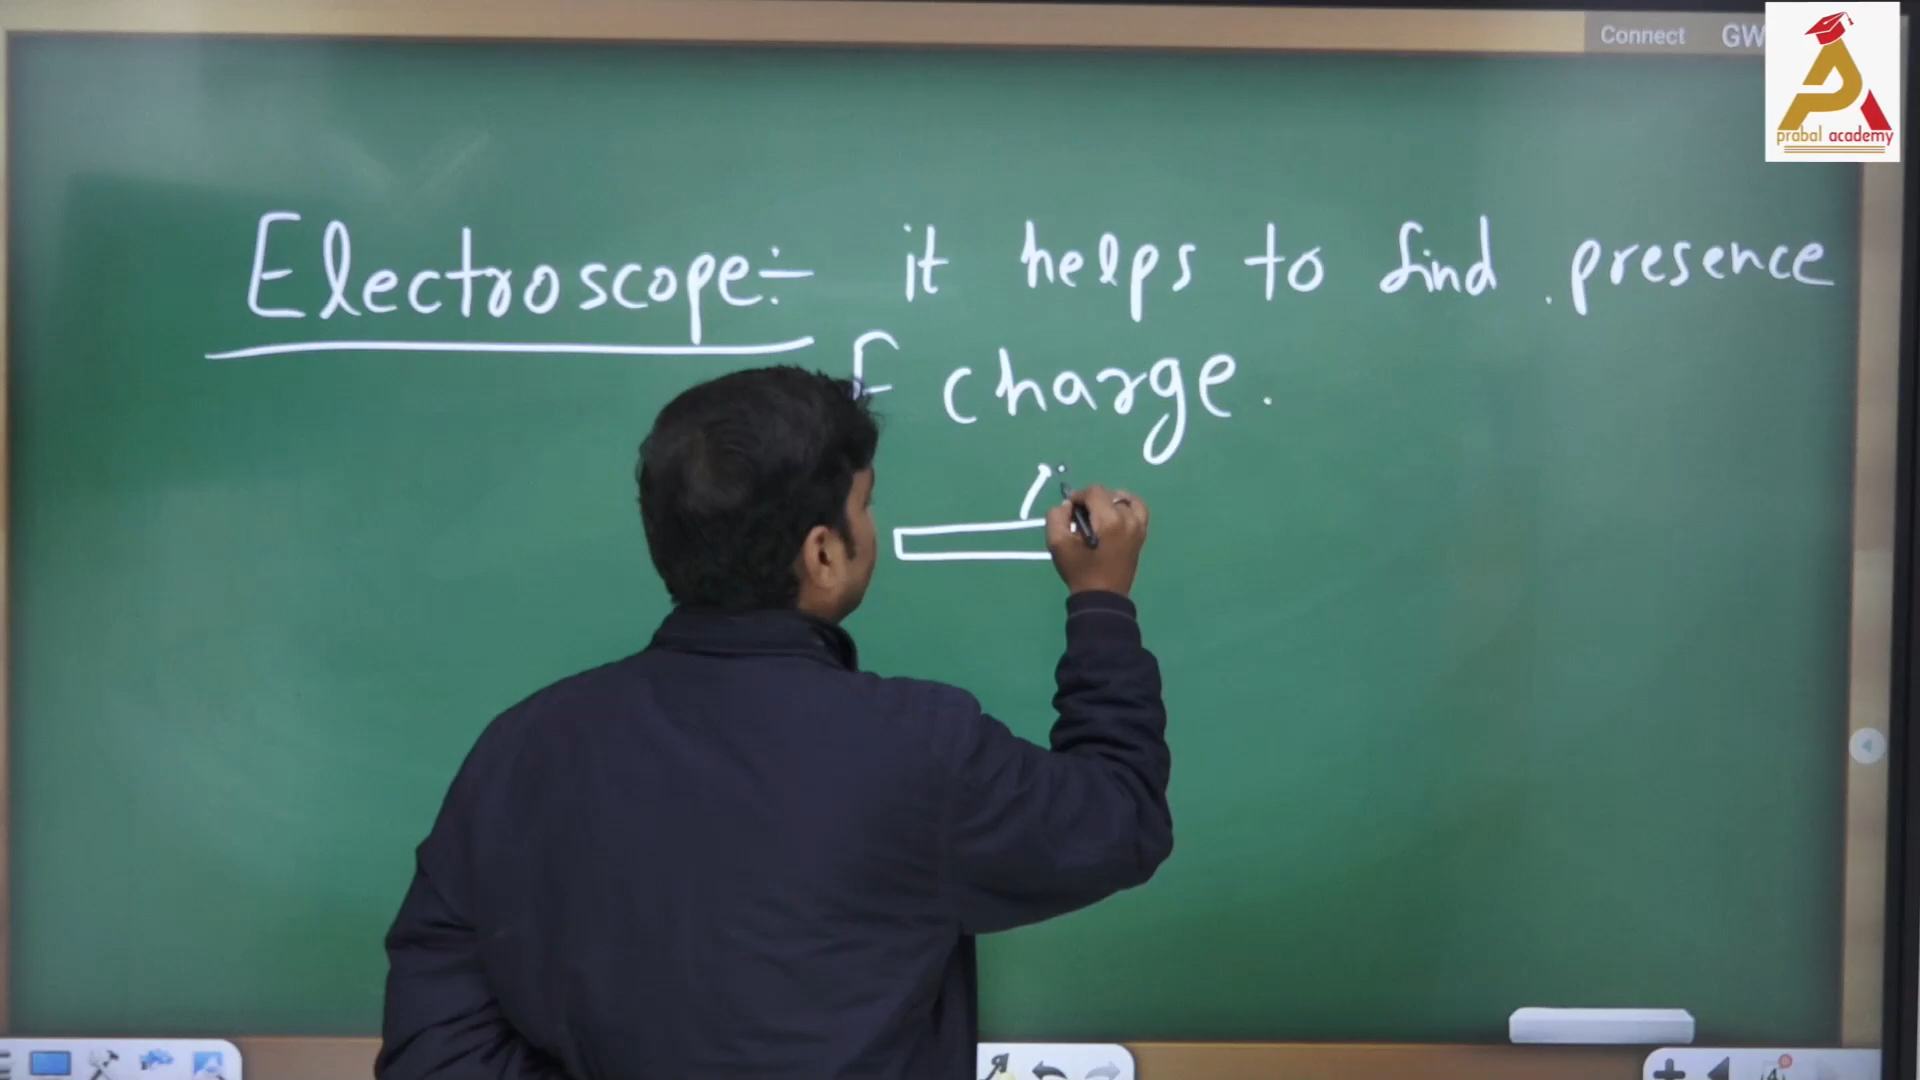 Connect GW
prabal academy
Electroscope:- it helps to find presence
charge.